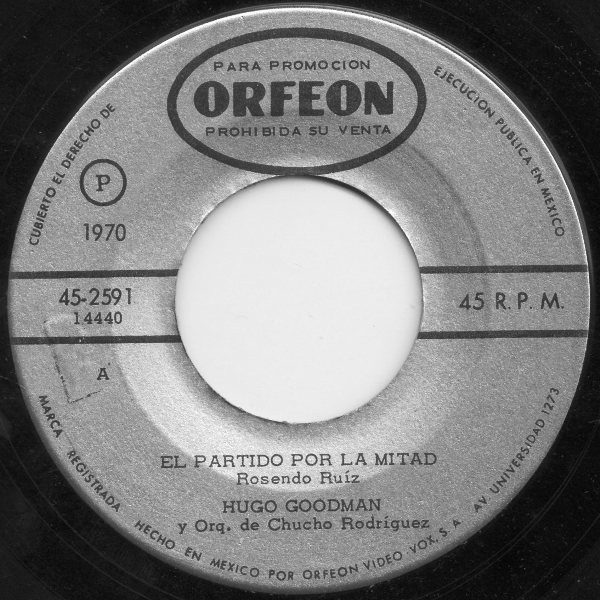 PARA PROMOCION
ORFEON
PROHIBIDA SU VENTA
CUBIERTO EL DERECHO DE
EJECUCION PUBLICA EN MEXICO
P
1970
45-2591
14440
45 R. P. M.
A
EL PARTIDO POR LA MITAD
Rosendo Ruíz
HUGO GOODMAN
y Orq. de Chucho Rodríguez
MARCA REGISTRADA HECHO EN MEXICO POR ORFEON VIDEO VOX, S A AV. UNIVERSIDAD 1273